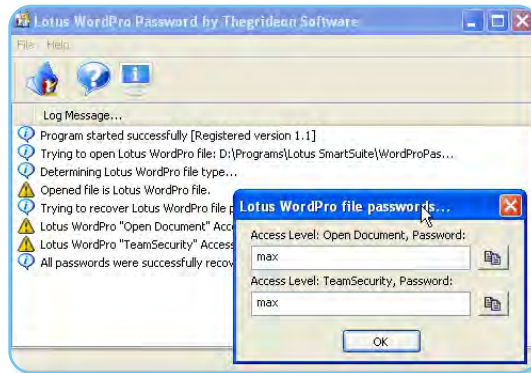 Lotus WordPro Password by Thegrideon Software
File Help
Log Message...
Program started successfully [Registered version 1.1]
Trying to open Lotus WordPro file: D:\Programs\Lotus SmartSuite\WordProPas...
Determining Lotus WordPro file type...
Opened file is Lotus WordPro file.
Trying to recover Lotus WordPro file
Lotus WordPro "Open Document"
Lotus WordPro "TeamSecurity" Access
All passwords were successfully
Lotus WordPro file passwords...
Access Level: Open Document, Password:
max
Access Level: TeamSecurity, Password:
max
OK